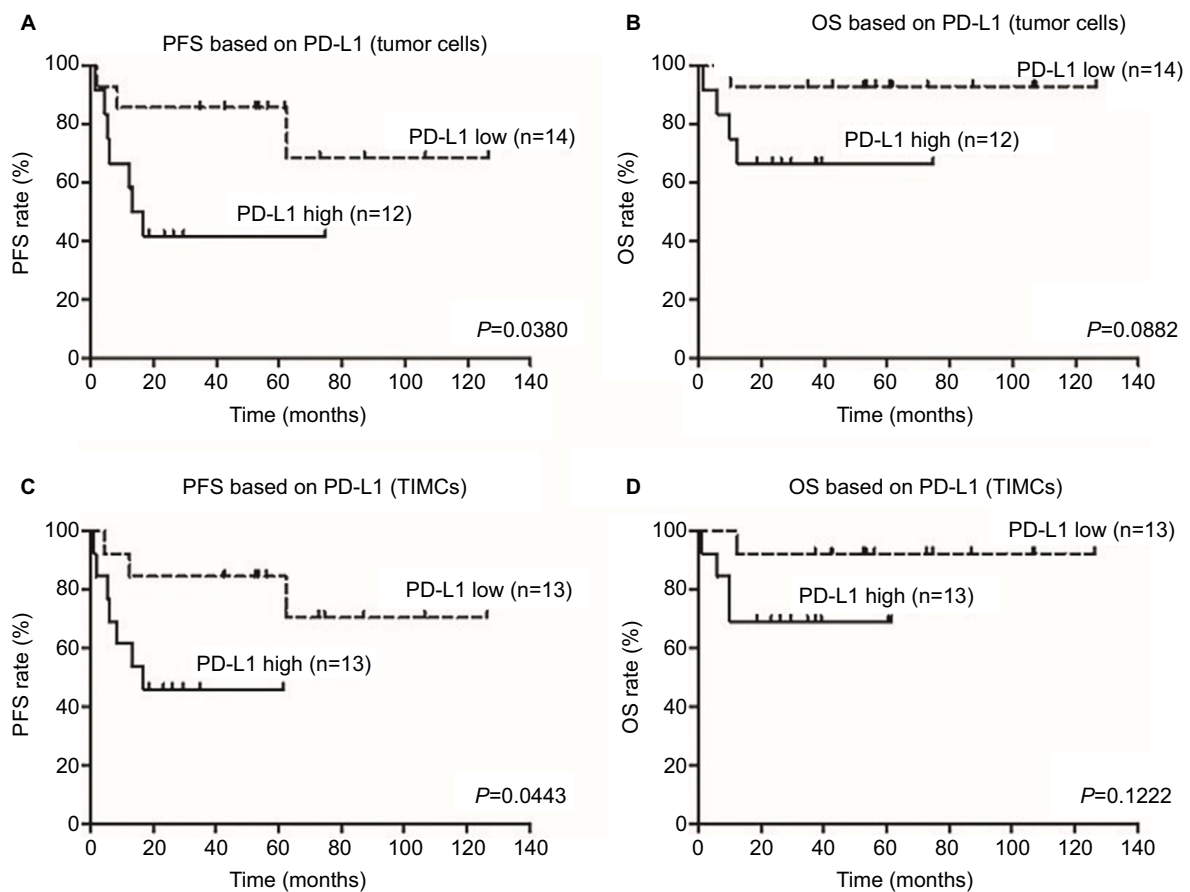 A
PFS based on PD-L1 (tumor cells)
PFS rate (%)
100
80
60
40
20
0
PD-L1 low (n=14)
PD-L1 high (n=12)
P=0.0380
0 20 40 60 80 100 120 140
Time (months)
B
OS based on PD-L1 (tumor cells)
OS rate (%)
100
80
60
40
20
0
PD-L1 low (n=14)
PD-L1 high (n=12)
P=0.0882
0 20 40 60 80 100 120 140
Time (months)
C
PFS based on PD-L1 (TIMCs)
PFS rate (%)
100
80
60
40
20
0
PD-L1 low (n=13)
PD-L1 high (n=13)
P=0.0443
0 20 40 60 80 100 120 140
Time (months)
D
OS based on PD-L1 (TIMCs)
OS rate (%)
100
80
60
40
20
0
PD-L1 low (n=13)
PD-L1 high (n=13)
P=0.1222
0 20 40 60 80 100 120 140
Time (months)